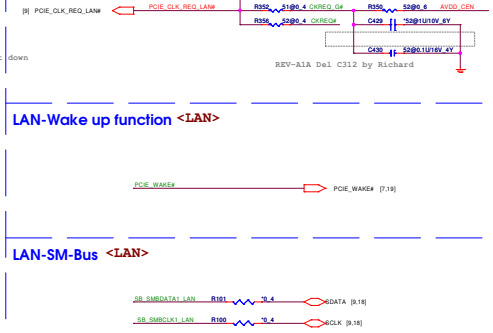 [9] PCIE_CLK_REQ_LAN# PCIE_CLK_REQ_LAN# R352 51@0_4 CKREQ_G# R350 52@0_6 AVDD_CEN
R356 52@0_4 CKREQ# C429 *52@1U/10V_6Y
C430 52@0.1U/16V_4Y
down
REV-A1A Del C312 by Richard
LAN-Wake up function <LAN>
PCIE_WAKE# PCIE_WAKE# [7,19]
LAN-SM-Bus <LAN>
SB_SMBDATA1_LAN R101 *0_4 SDATA [9,18]
SB_SMBCLK1_LAN R100 *0_4 SCLK [9,18]